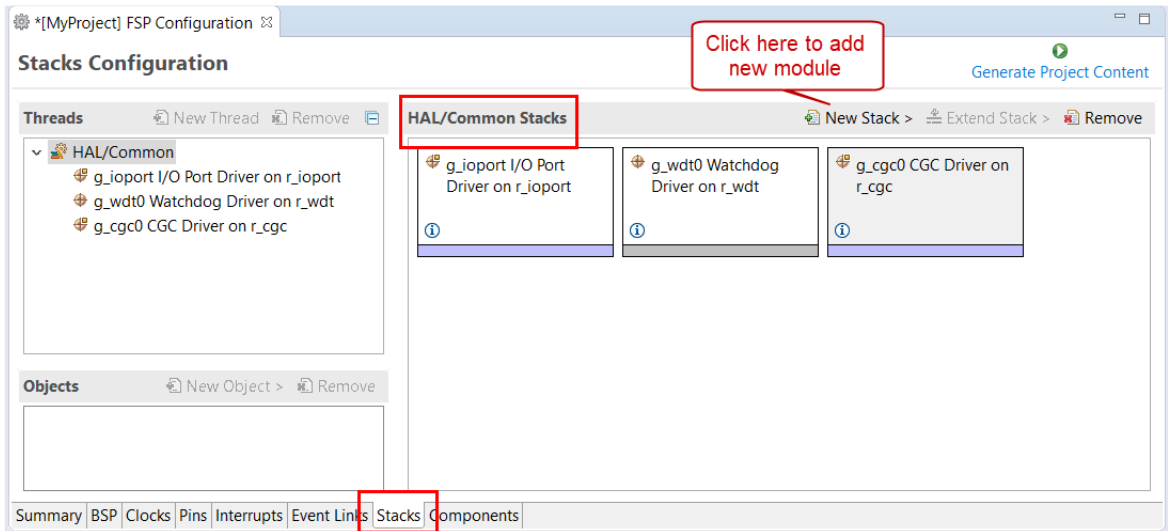 *[MyProject] FSP Configuration
Click here to add
new module
Stacks Configuration
Generate Project Content
Threads
New Thread
Remove
HAL/Common Stacks
New Stack >
Extend Stack >
Remove
HAL/Common
g_ioport I/O Port Driver on r_ioport
g_wdt0 Watchdog Driver on r_wdt
g_cgc0 CGC Driver on r_cgc
g_ioport I/O Port
Driver on r_ioport
g_wdt0 Watchdog
Driver on r_wdt
g_cgc0 CGC Driver on
r_cgc
Objects
New Object >
Remove
Summary BSP Clocks Pins Interrupts Event Links Stacks Components